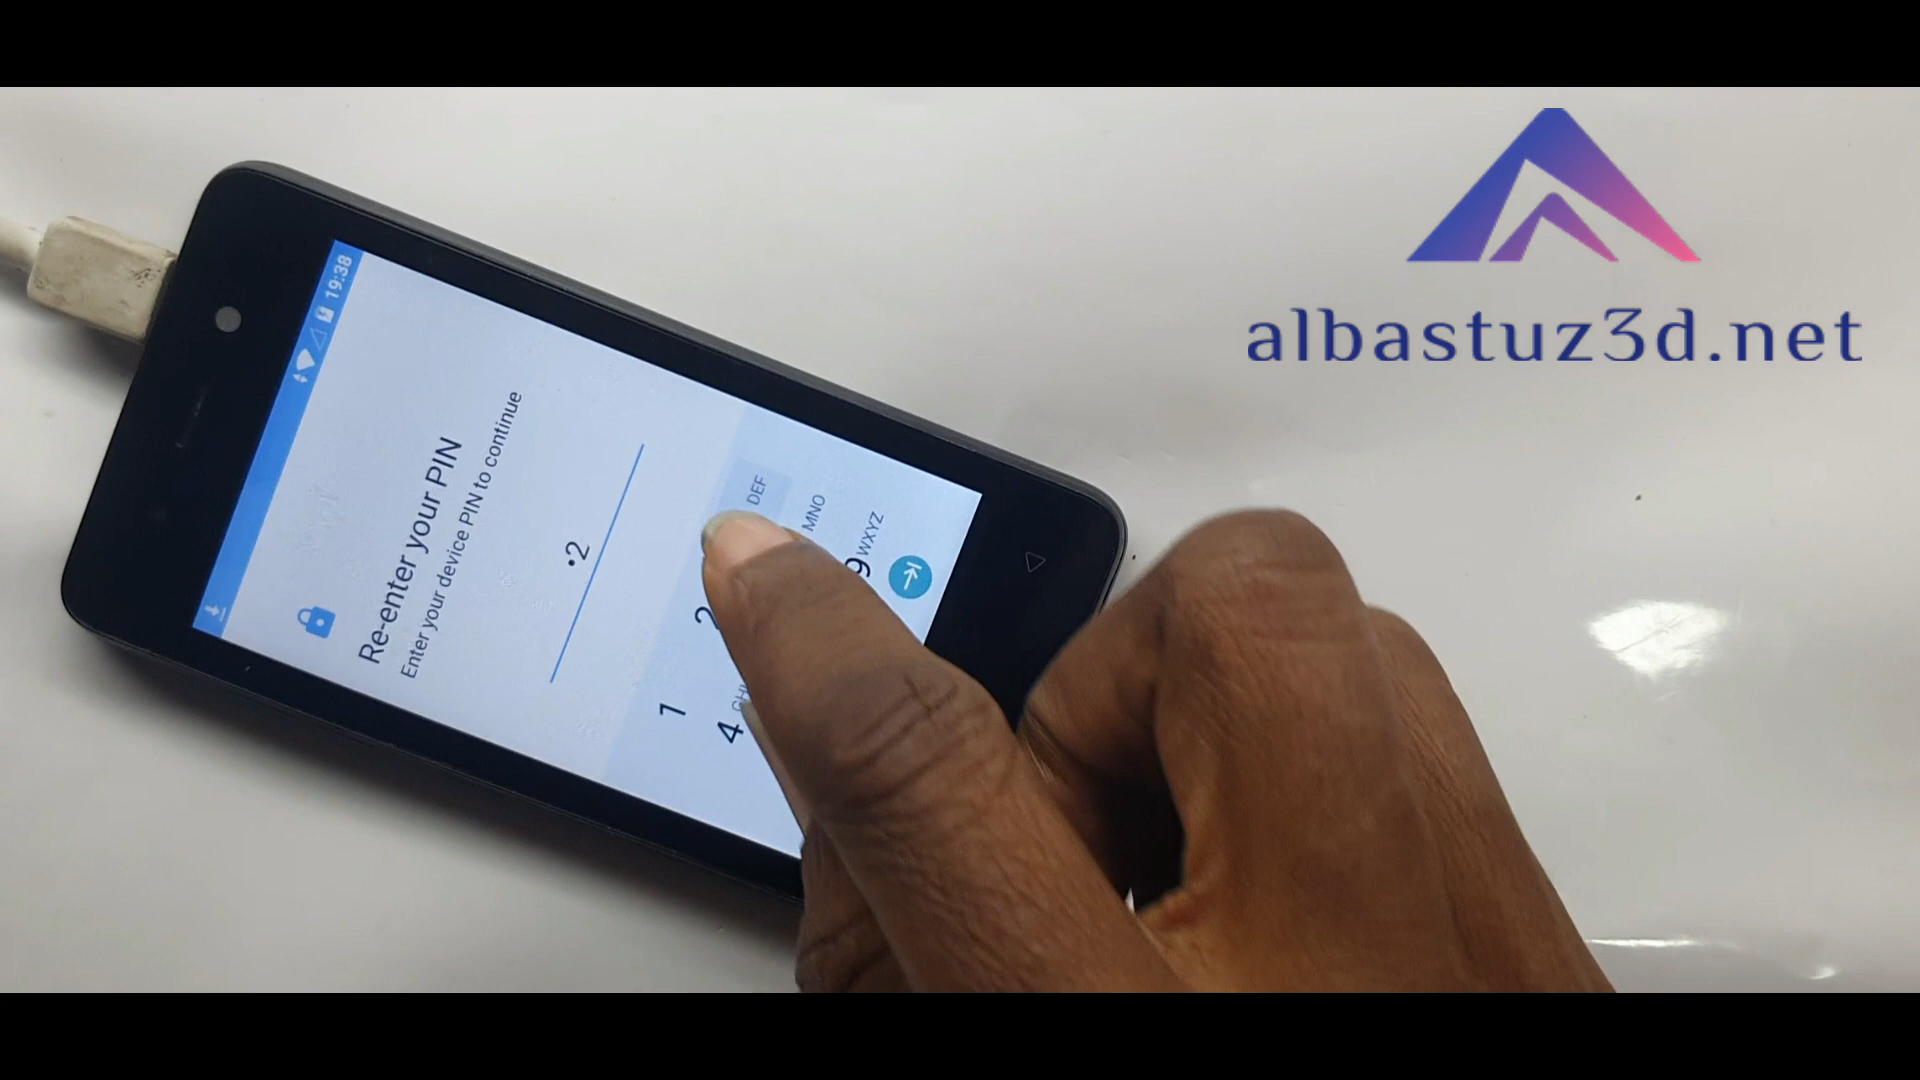 19:38
Re-enter your PIN
Enter your device PIN to continue
•2
1
2
DEF
4
MNO
9 WXYZ
albastuz3d.net